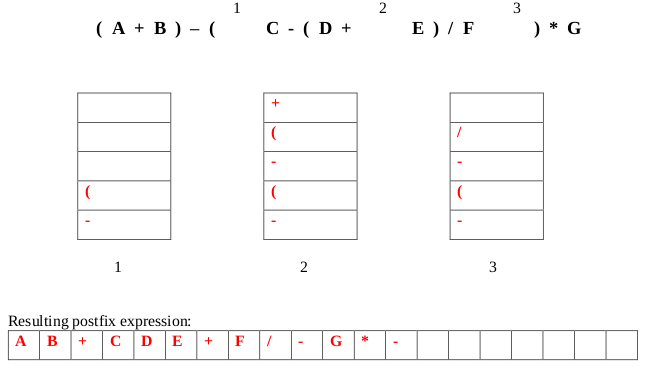 1 2 3
( A + B ) – ( C - ( D + E ) / F ) * G
+
( /
- -
( ( (
- - -
1 2 3
Resulting postfix expression:
A B + C D E + F / - G * -